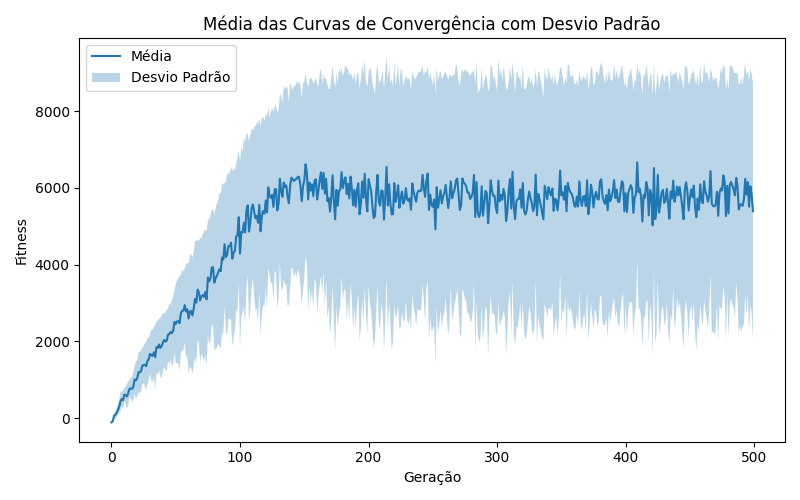 Média das Curvas de Convergência com Desvio Padrão
Média
Desvio Padrão
Fitness
8000
6000
4000
2000
0
0 100 200 300 400 500
Geração